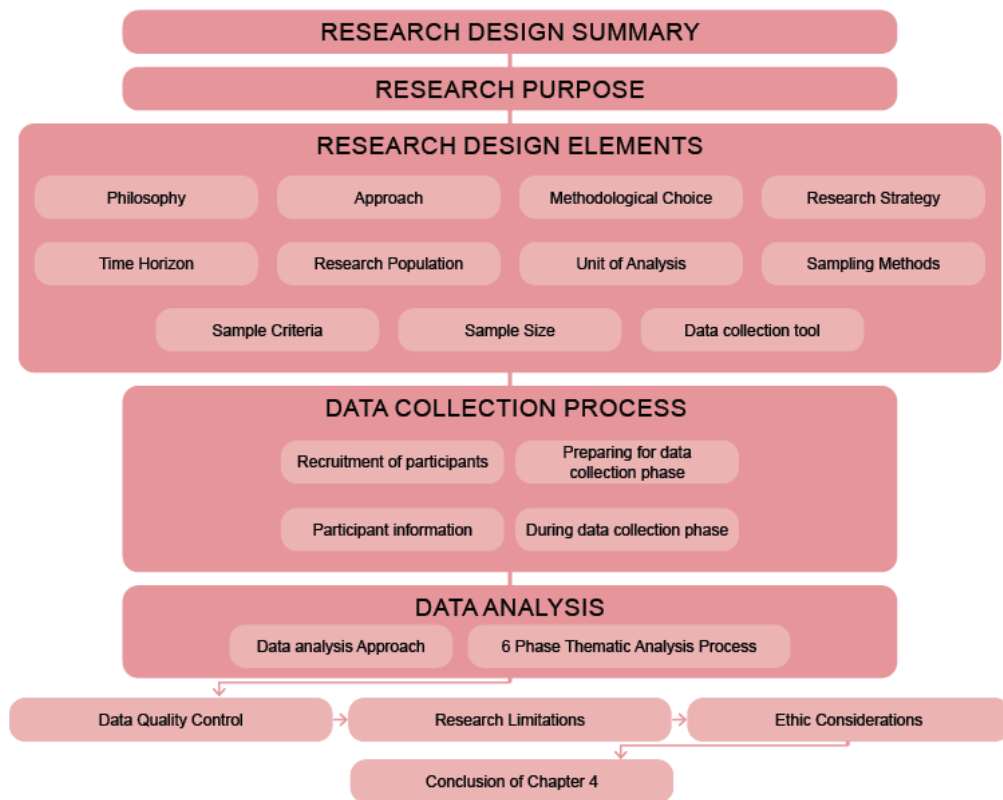 RESEARCH DESIGN SUMMARY
RESEARCH PURPOSE
RESEARCH DESIGN ELEMENTS
Philosophy
Approach
Methodological Choice
Research Strategy
Time Horizon
Research Population
Unit of Analysis
Sampling Methods
Sample Criteria
Sample Size
Data collection tool
DATA COLLECTION PROCESS
Recruitment of participants
Preparing for data
collection phase
Participant information
During data collection phase
DATA ANALYSIS
Data analysis Approach
6 Phase Thematic Analysis Process
Data Quality Control
Research Limitations
Ethic Considerations
Conclusion of Chapter 4